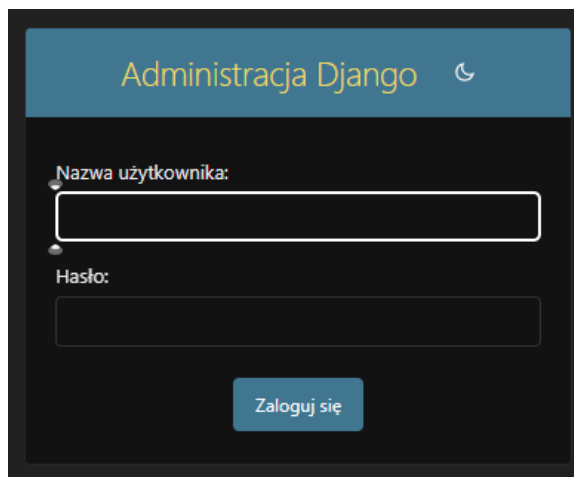 Administracja Django
Nazwa użytkownika:
Hasło:
Zaloguj się